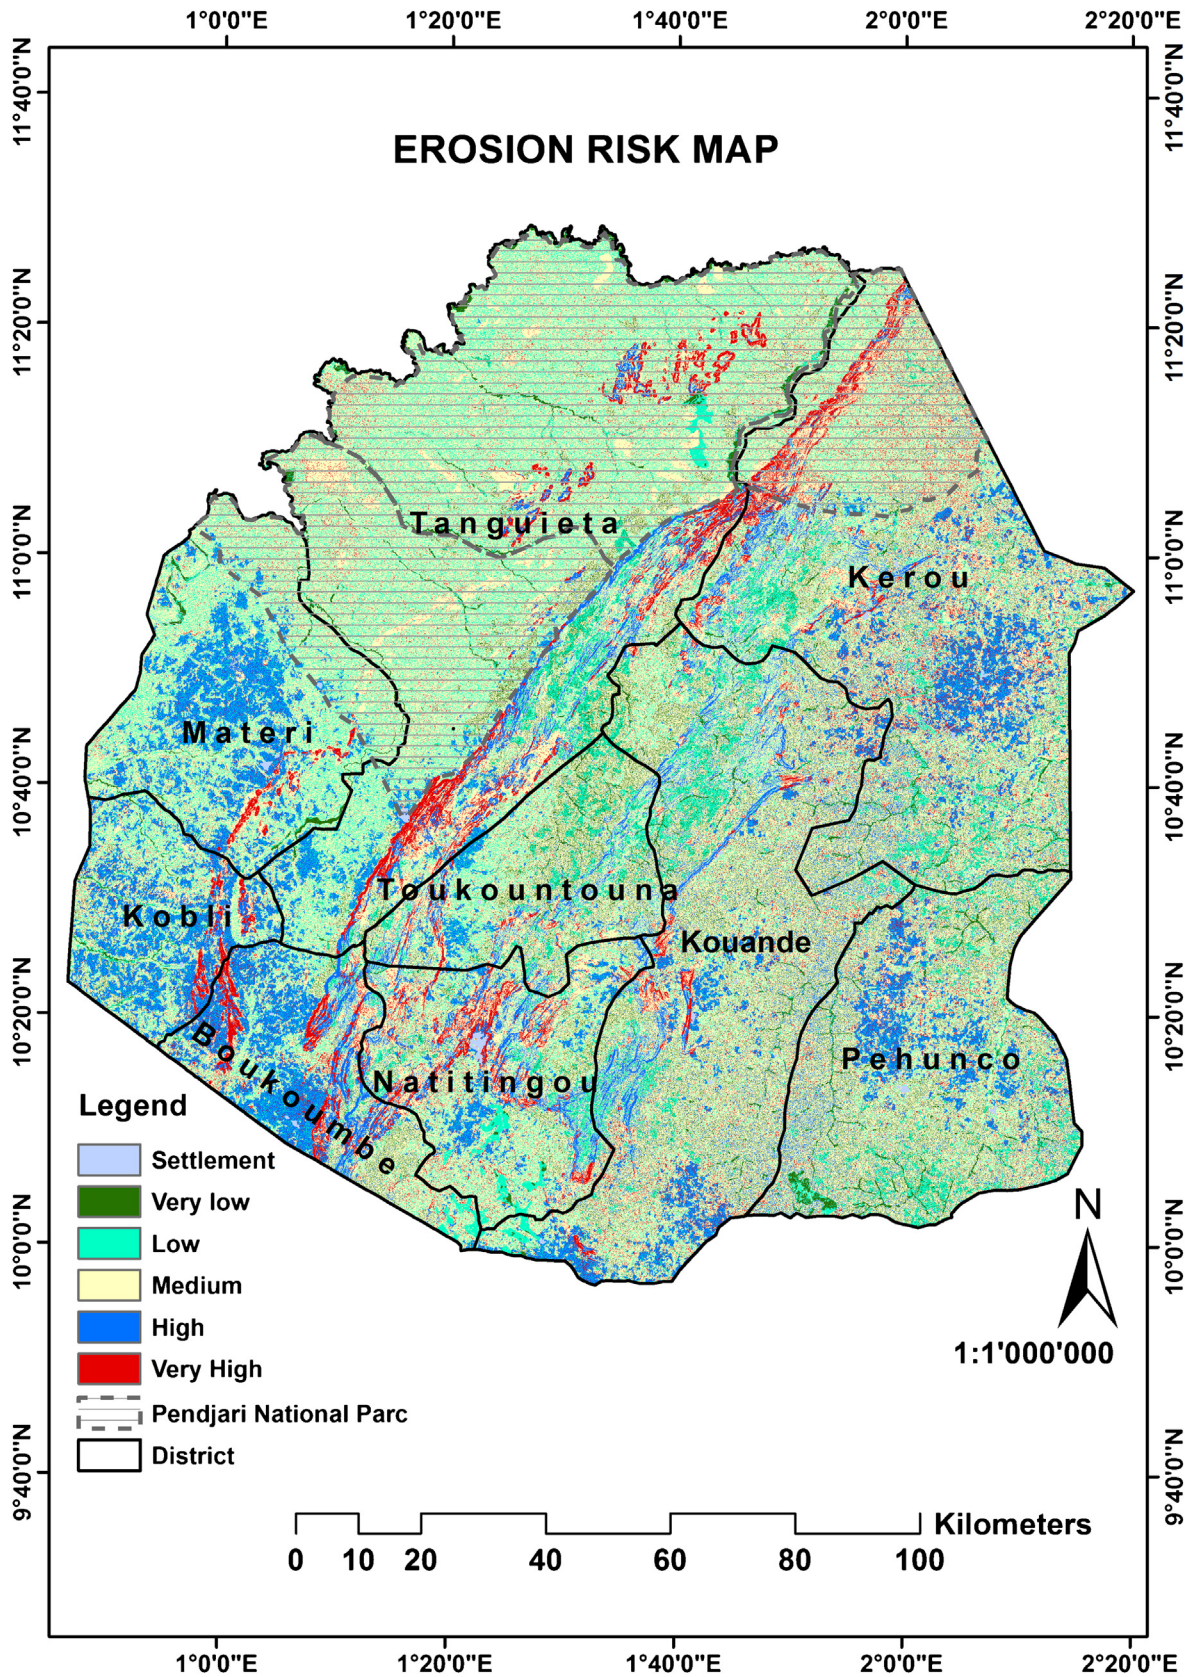 1°0'0"E 1°20'0"E 1°40'0"E 2°0'0"E 2°20'0"E
11°40'0"N
11°40'0"N
EROSION RISK MAP
11°20'0"N
11°20'0"N
Tanguieta
11°0'0"N
11°0'0"N
Kerou
Materi
10°40'0"N
10°40'0"N
Toukountouna
Kobli
Kouande
10°20'0"N
10°20'0"N
Boukoumbe
Natitingou
Pehunco
Legend
Settlement
Very low
Low
Medium
High
Very High
Pendjari National Parc
District
10°0'0"N
10°0'0"N
N
1:1'000'000
9°40'0"N
9°40'0"N
Kilometers
0 10 20 40 60 80 100
1°0'0"E 1°20'0"E 1°40'0"E 2°0'0"E 2°20'0"E